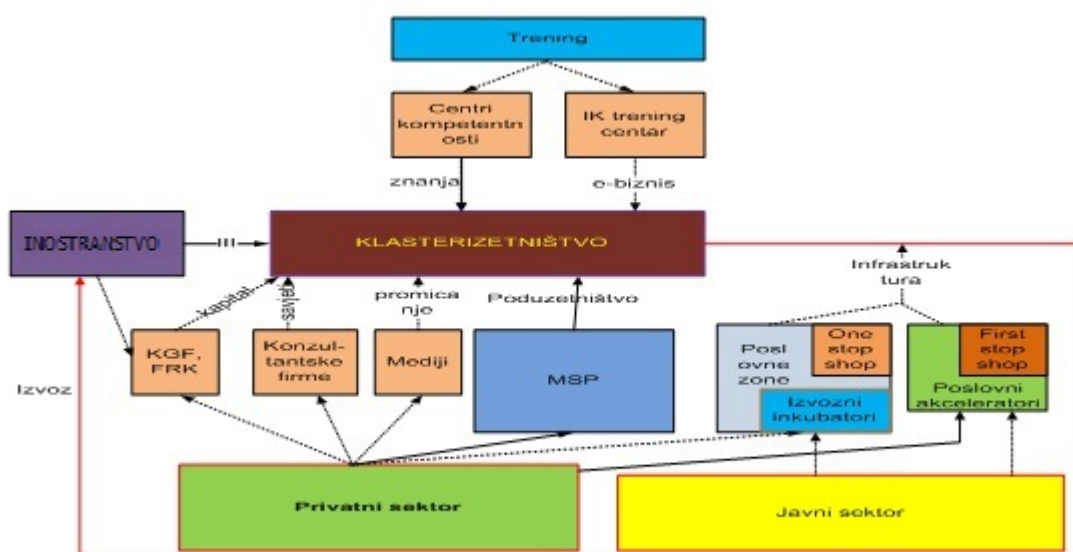 Trening
Centri
kompetentn
osti
IK trening
centar
znanja
e-biznis
INOSTRANSTVO
III
KLASTERIZETNIŠTVO
Infrastruk
tura
kapital
savjet
promica
nje
Poduzetništvo
KGF,
FRK
Konzul-
tantske
firme
Mediji
MSP
Posl
ovne
zone
One
stop
shop
Izvozni
inkubatori
First
stop
shop
Poslovni
akceleratori
Izvoz
Privatni sektor
Javni sektor